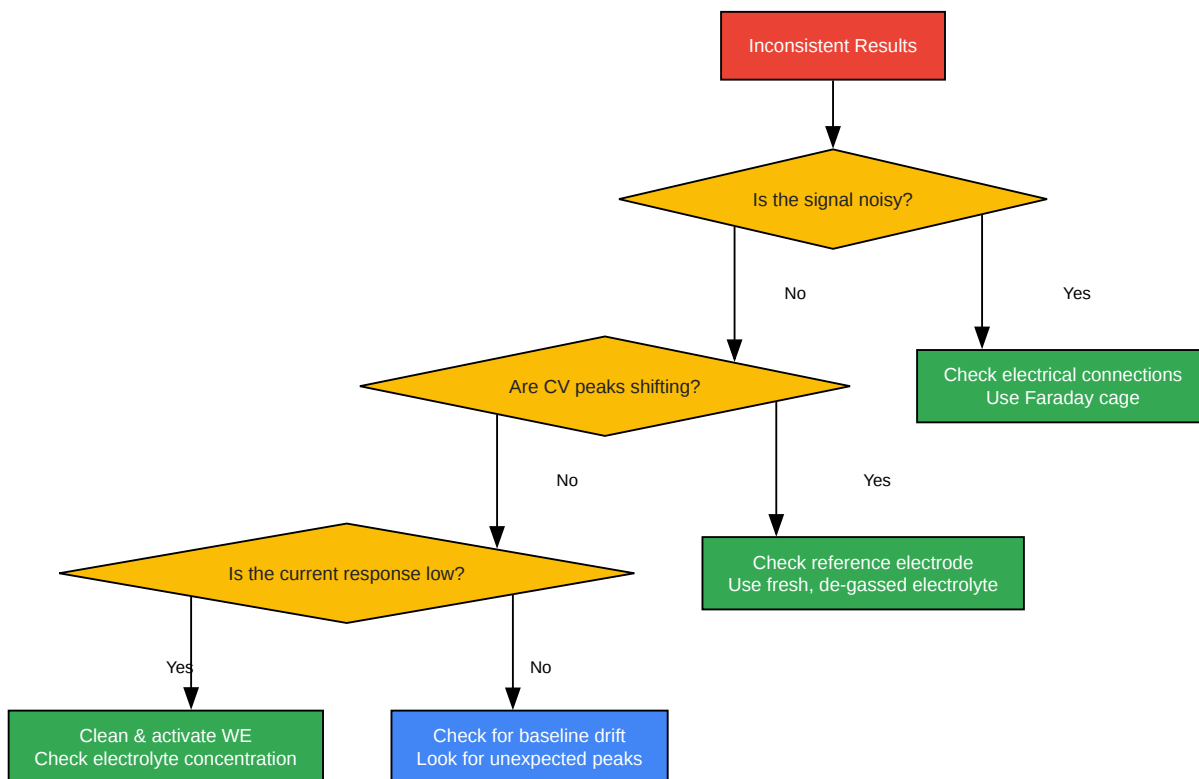 Inconsistent Results
Is the signal noisy?
No
Yes
Are CV peaks shifting?
Check electrical connections
Use Faraday cage
No
Yes
Is the current response low?
Check reference electrode
Use fresh, de-gassed electrolyte
Yes
No
Clean & activate WE
Check electrolyte concentration
Check for baseline drift
Look for unexpected peaks